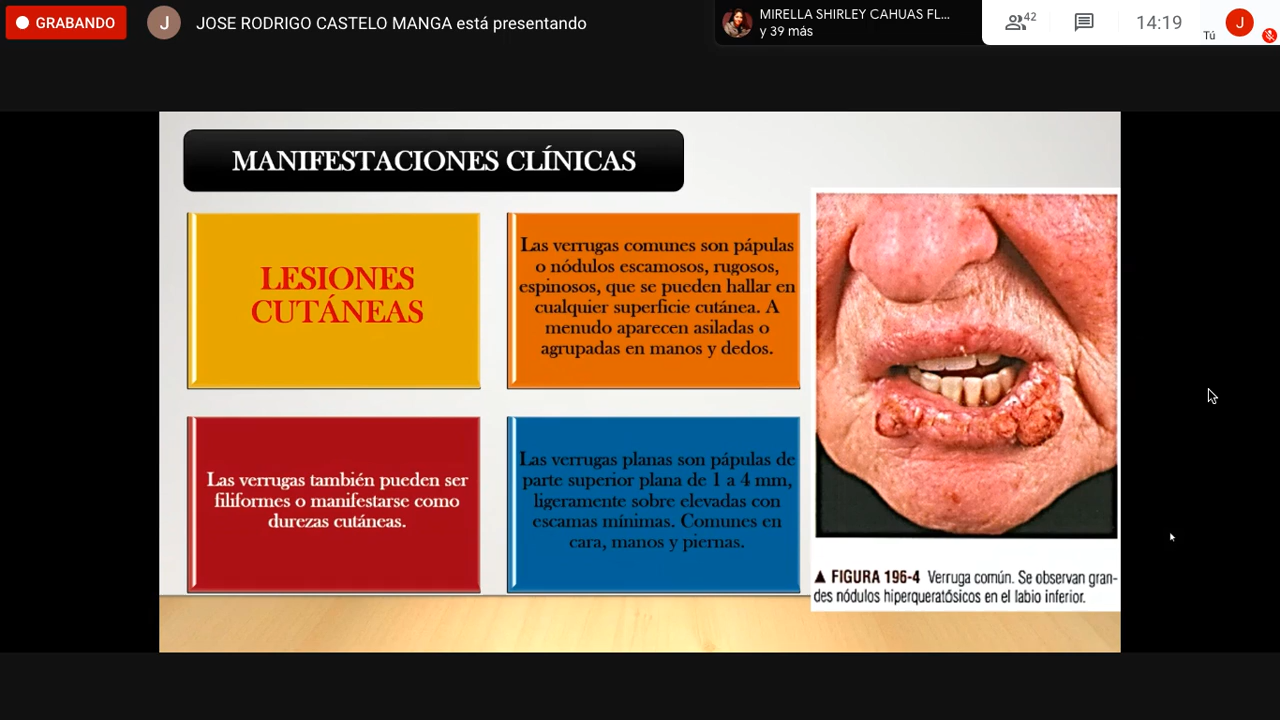 GRABANDO
J
JOSE RODRIGO CASTELO MANGA está presentando
MIRELLA SHIRLEY CAHUAS FL...
y 39 más
42
14:19
Tú
J
MANIFESTACIONES CLÍNICAS
LESIONES
CUTÁNEAS
Las verrugas comunes son pápulas
o nódulos escamosos, rugosos,
espinosos, que se pueden hallar en
cualquier superficie cutánea. A
menudo aparecen asiladas o
agrupadas en manos y dedos.
Las verrugas también pueden ser
filiformes o manifestarse como
durezas cutáneas.
Las verrugas planas son pápulas de
parte superior plana de 1 a 4 mm,
ligeramente sobre elevadas con
escamas mínimas. Comunes en
cara, manos y piernas.
▲ FIGURA 196-4 Verruga común. Se observan gran-
des nódulos hiperqueratósicos en el labio inferior.